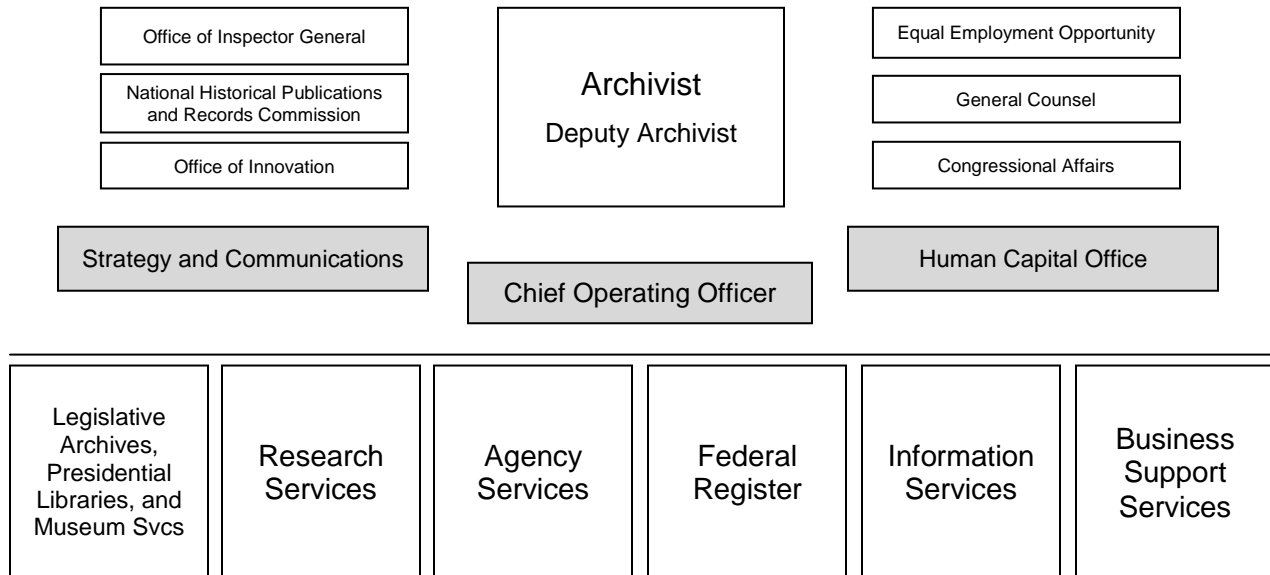 Office of Inspector General
National Historical Publications
and Records Commission
Office of Innovation
Archivist
Deputy Archivist
Equal Employment Opportunity
General Counsel
Congressional Affairs
Strategy and Communications
Chief Operating Officer
Human Capital Office
Legislative
Archives,
Presidential
Libraries, and
Museum Svcs
Research
Services
Agency
Services
Federal
Register
Information
Services
Business
Support
Services